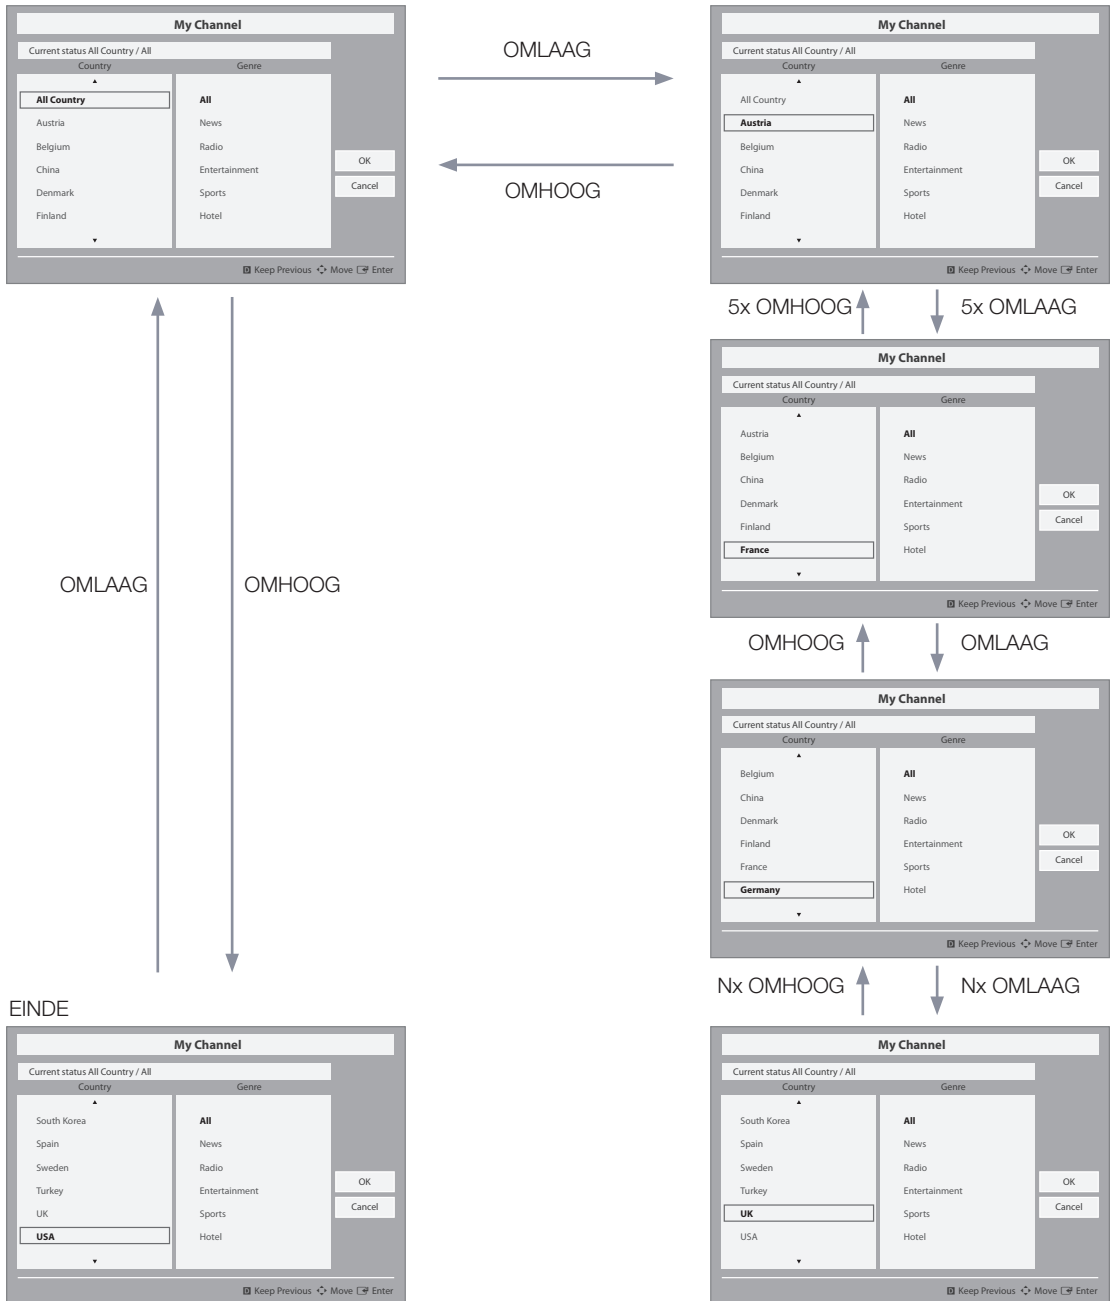 My Channel
Current status All Country / All
Country Genre
All Country All
Austria News
Belgium Radio
China Entertainment
Denmark Sports
Finland Hotel
OK
Cancel
D Keep Previous Move Enter
OMLAAG
OMHOOG
My Channel
Current status All Country / All
Country Genre
All Country All
Austria News
Belgium Radio
China Entertainment
Denmark Sports
Finland Hotel
OK
Cancel
D Keep Previous Move Enter
5x OMHOOG 5x OMLAAG
My Channel
Current status All Country / All
Country Genre
Austria All
Belgium News
China Radio
Denmark Entertainment
Finland Sports
France Hotel
OK
Cancel
D Keep Previous Move Enter
OMLAAG OMHOOG
OMHOOG OMLAAG
My Channel
Current status All Country / All
Country Genre
Belgium All
China News
Denmark Radio
Finland Entertainment
France Sports
Germany Hotel
OK
Cancel
D Keep Previous Move Enter
Nx OMHOOG Nx OMLAAG
EINDE
My Channel
Current status All Country / All
Country Genre
South Korea All
Spain News
Sweden Radio
Turkey Entertainment
UK Sports
USA Hotel
OK
Cancel
D Keep Previous Move Enter
My Channel
Current status All Country / All
Country Genre
South Korea All
Spain News
Sweden Radio
Turkey Entertainment
UK Sports
USA Hotel
OK
Cancel
D Keep Previous Move Enter